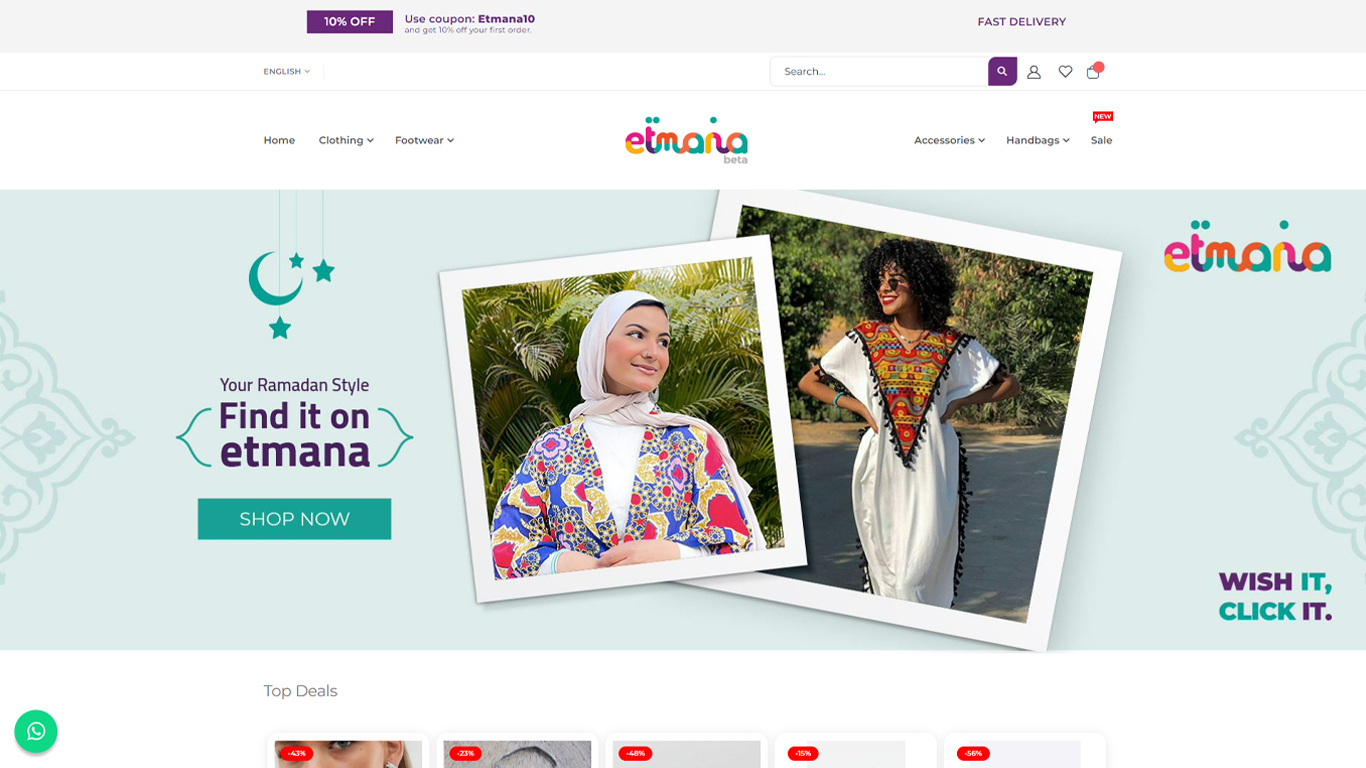 10% OFF
Use coupon: Etmana10
and get 10% off your first order.
FAST DELIVERY
ENGLISH
Search...
NEW
Home
Clothing
Footwear
etmana
beta
Accessories
Handbags
Sale
etmana
Your Ramadan Style
Find it on
etmana
SHOP NOW
WISH IT,
CLICK IT.
Top Deals
-43%
-23%
-48%
-15%
-56%